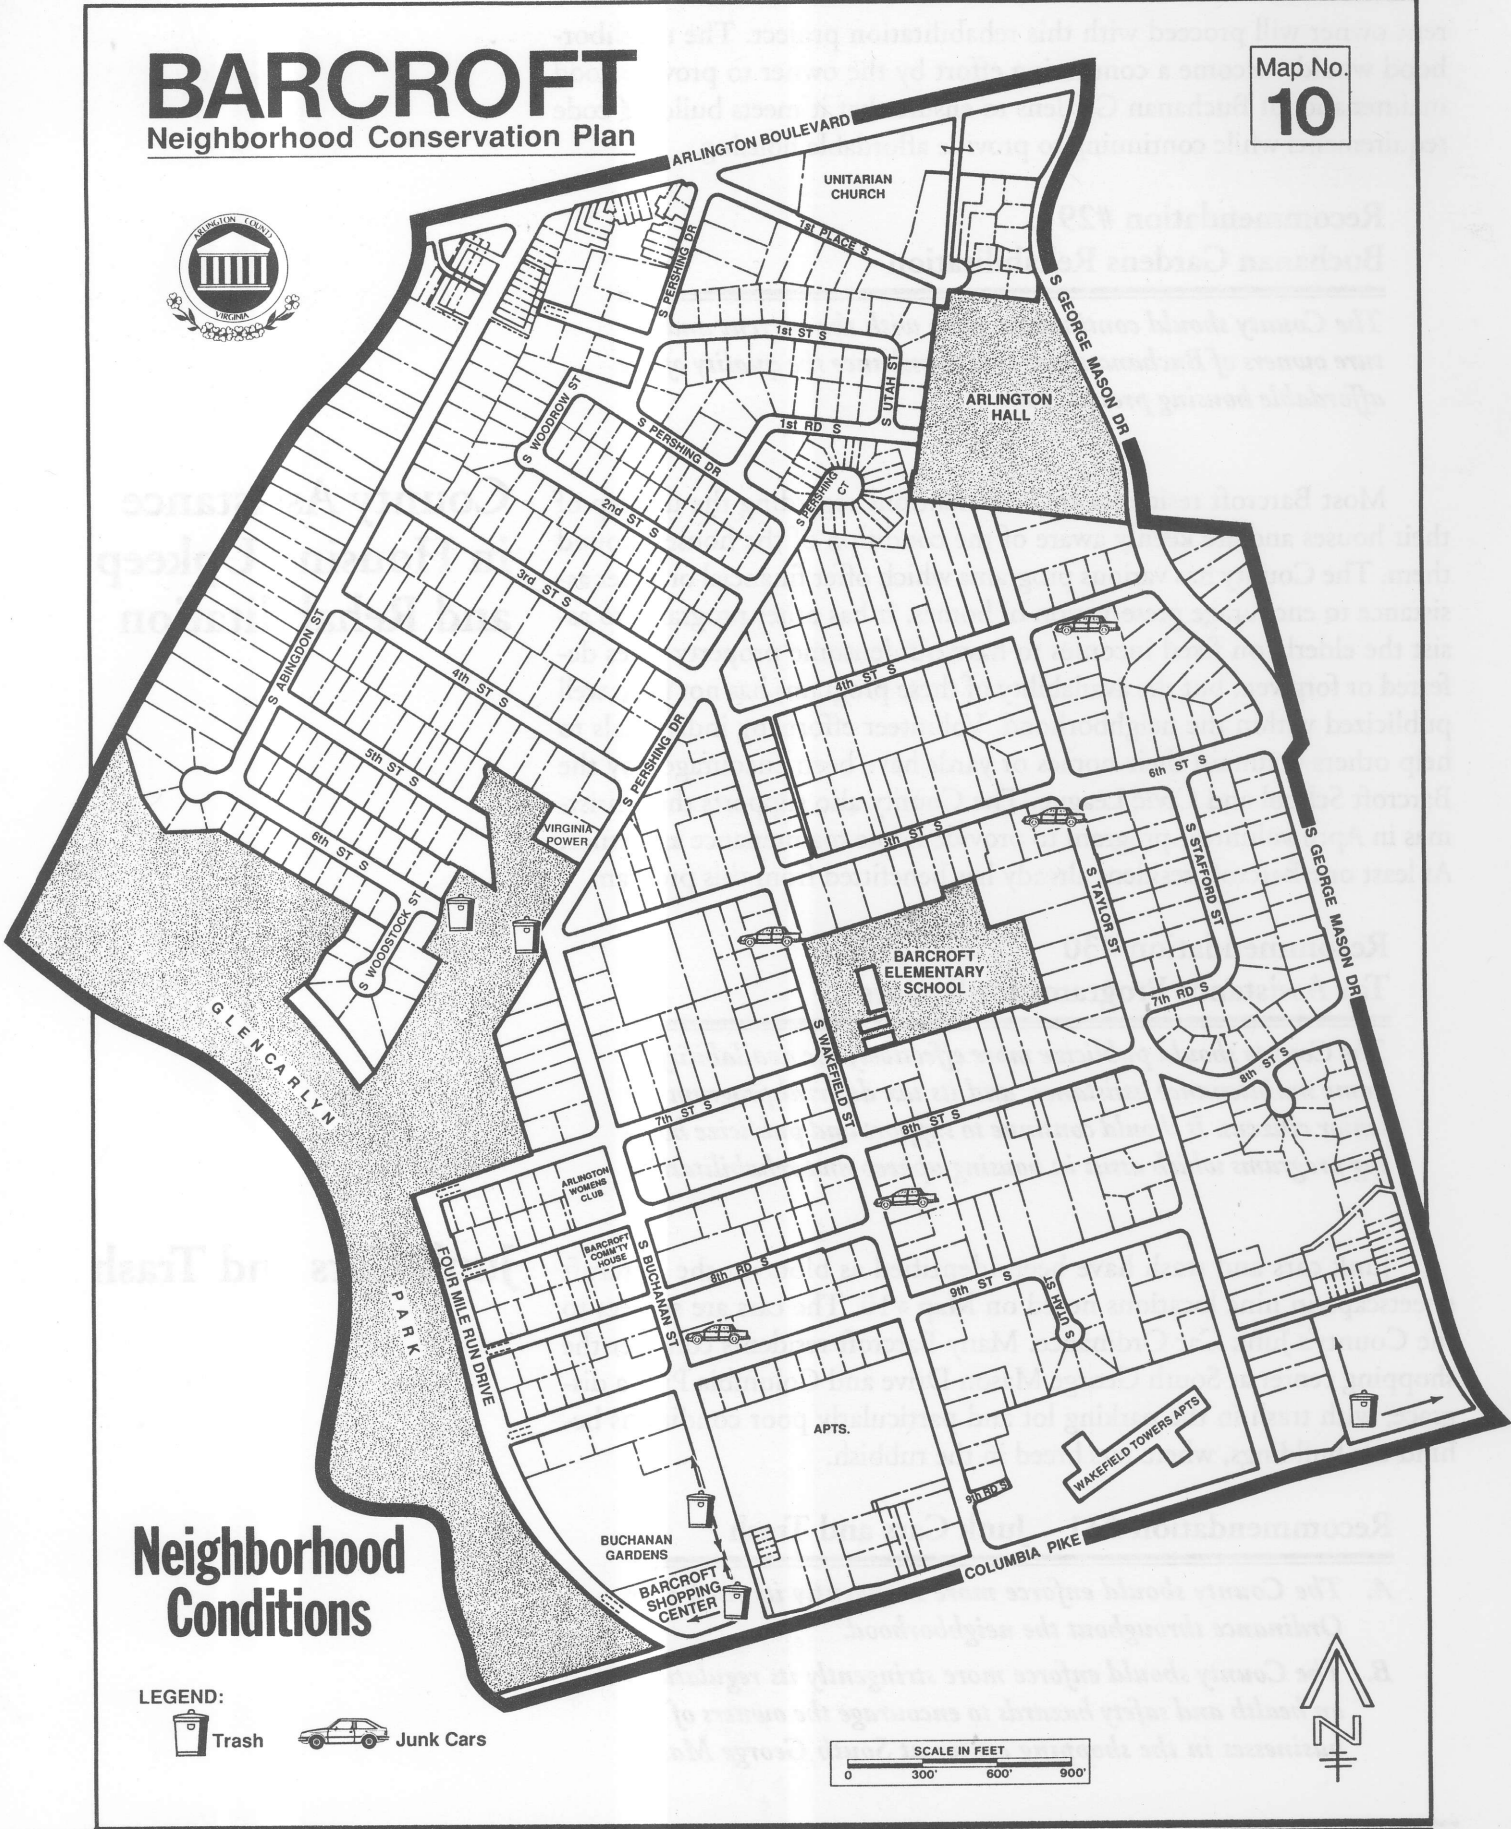 BARCROFT
Neighborhood Conservation Plan
Map No.
10
ARLINGTON COUNTY
VIRGINIA
ARLINGTON BOULEVARD
UNITARIAN
CHURCH
1st PLACE S
S PERSHING DR
S GEORGE MASON DR
1st ST S
S UTAH ST
ARLINGTON
HALL
S WOODROW ST
S PERSHING DR
1st RD S
S PERSHING
CT
2nd ST S
3rd ST S
S ABINGDON ST
4th ST S
4th ST S
S PERSHING DR
5th ST S
6th ST S
VIRGINIA
POWER
5th ST S
6th ST S
S STAFFORD ST
S TAYLOR ST
S GEORGE MASON DR
S WOODSTOCK ST
BARCROFT
ELEMENTARY
SCHOOL
7th RD S
GLENCARLYN
PARK
S WAKEFIELD ST
8th ST S
7th ST S
8th ST S
ARLINGTON
WOMENS
CLUB
BARCROFT
COMM'TY
HOUSE
S BUCHANAN ST
8th RD S
FOUR MILE RUN DRIVE
9th ST S
S UTAH ST
APTS.
WAKEFIELD TOWERS APTS
9th RD S
BUCHANAN
GARDENS
BARCROFT
SHOPPING
CENTER
COLUMBIA PIKE
Neighborhood
Conditions
LEGEND:
Trash
Junk Cars
N
SCALE IN FEET
0 300' 600' 900'